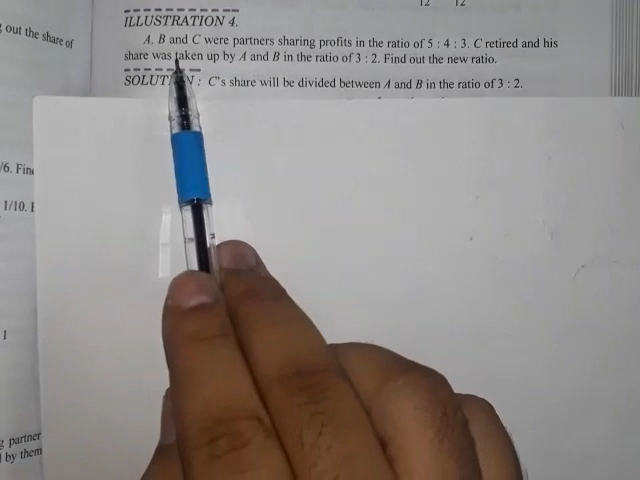 12 12
g out the share of
ILLUSTRATION 4.
A, B and C were partners sharing profits in the ratio of 5 : 4 : 3. C retired and his
share was taken up by A and B in the ratio of 3 : 2. Find out the new ratio.
SOLUTION : C's share will be divided between A and B in the ratio of 3 : 2.
/6. Fin
1/10. I
1
g partner
l by them